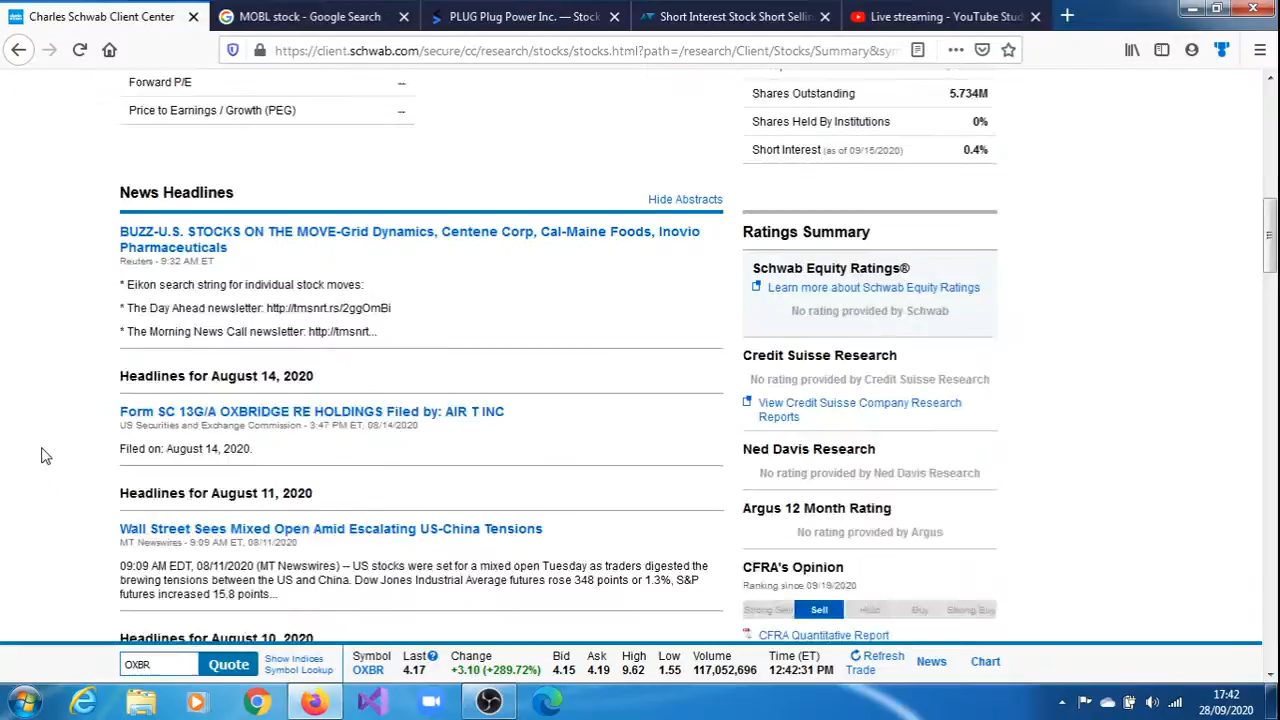 Charles Schwab Client Center
MOBL stock - Google Search
PLUG Plug Power Inc. — Stock
Short Interest Stock Short Selli
Live streaming - YouTube Stud
https://client.schwab.com/secure/cc/research/stocks/stocks.html?path=/research/Client/Stocks/Summary&sym
Forward P/E --
Price to Earnings / Growth (PEG) --
Shares Outstanding 5.734M
Shares Held By Institutions 0%
Short Interest (as of 09/15/2020) 0.4%
News Headlines
Hide Abstracts
BUZZ-U.S. STOCKS ON THE MOVE-Grid Dynamics, Centene Corp, Cal-Maine Foods, Inovio
Pharmaceuticals
Reuters - 9:32 AM ET
* Eikon search string for individual stock moves:
* The Day Ahead newsletter: http://tmsnrt.rs/2ggOmBi
* The Morning News Call newsletter: http://tmsnrt...
Headlines for August 14, 2020
Form SC 13G/A OXBRIDGE RE HOLDINGS Filed by: AIR T INC
US Securities and Exchange Commission - 3:47 PM ET, 08/14/2020
Filed on: August 14, 2020.
Headlines for August 11, 2020
Wall Street Sees Mixed Open Amid Escalating US-China Tensions
MT Newswires - 9:09 AM ET, 08/11/2020
09:09 AM EDT, 08/11/2020 (MT Newswires) -- US stocks were set for a mixed open Tuesday as traders digested the
brewing tensions between the US and China. Dow Jones Industrial Average futures rose 348 points or 1.3%, S&P
futures increased 15.8 points...
Headlines for August 10, 2020
Ratings Summary
Schwab Equity Ratings®
Learn more about Schwab Equity Ratings
No rating provided by Schwab
Credit Suisse Research
No rating provided by Credit Suisse Research
View Credit Suisse Company Research
Reports
Ned Davis Research
No rating provided by Ned Davis Research
Argus 12 Month Rating
No rating provided by Argus
CFRA's Opinion
Ranking since 09/19/2020
Strong Sell Sell Hold Buy Strong Buy
CFRA Quantitative Report
OXBR
Quote
Show Indices
Symbol Lookup
Symbol Last Change Bid Ask High Low Volume Time (ET) Refresh
OXBR 4.17 +3.10 (+289.72%) 4.15 4.19 9.62 1.55 117,052,696 12:42:31 PM Trade
News
Chart
17:42
28/09/2020